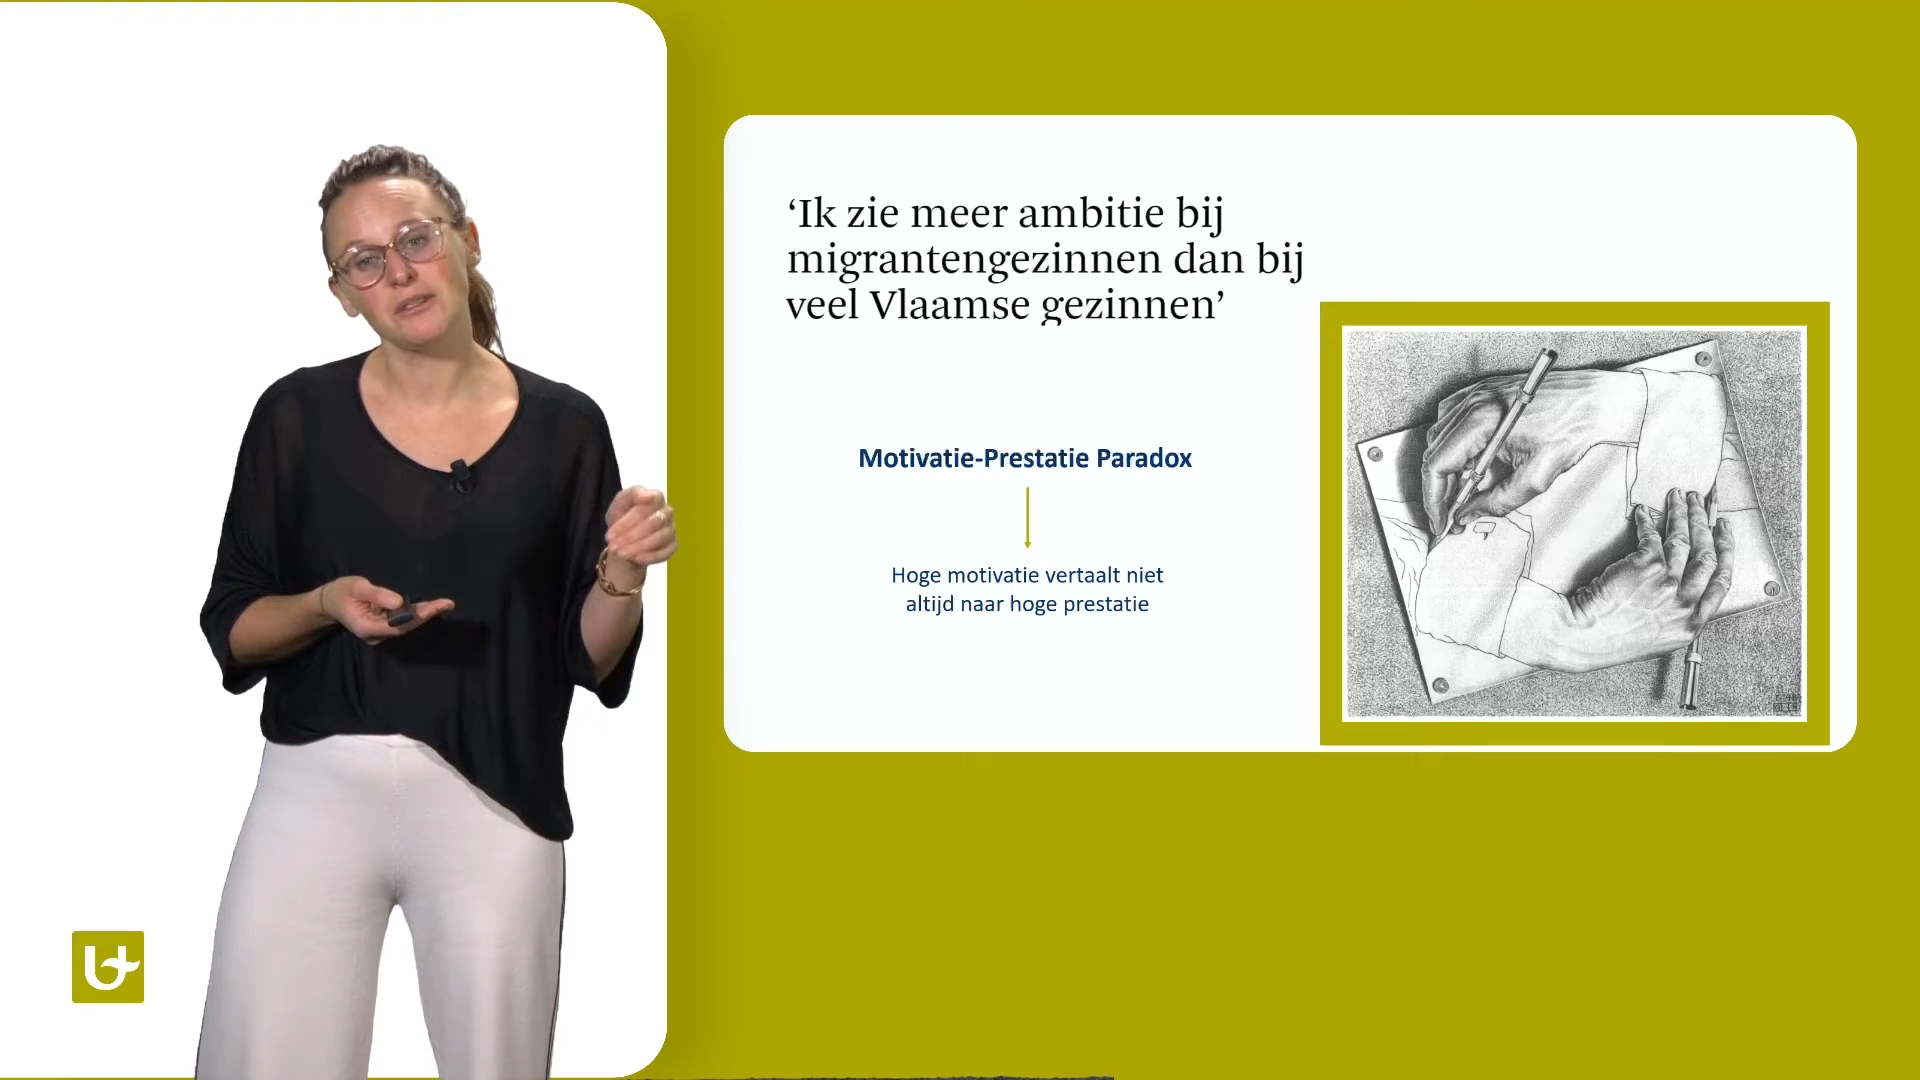 ‘Ik zie meer ambitie bij
migrantengezinnen dan bij
veel Vlaamse gezinnen’
Motivatie-Prestatie Paradox
Hoge motivatie vertaalt niet
altijd naar hoge prestatie